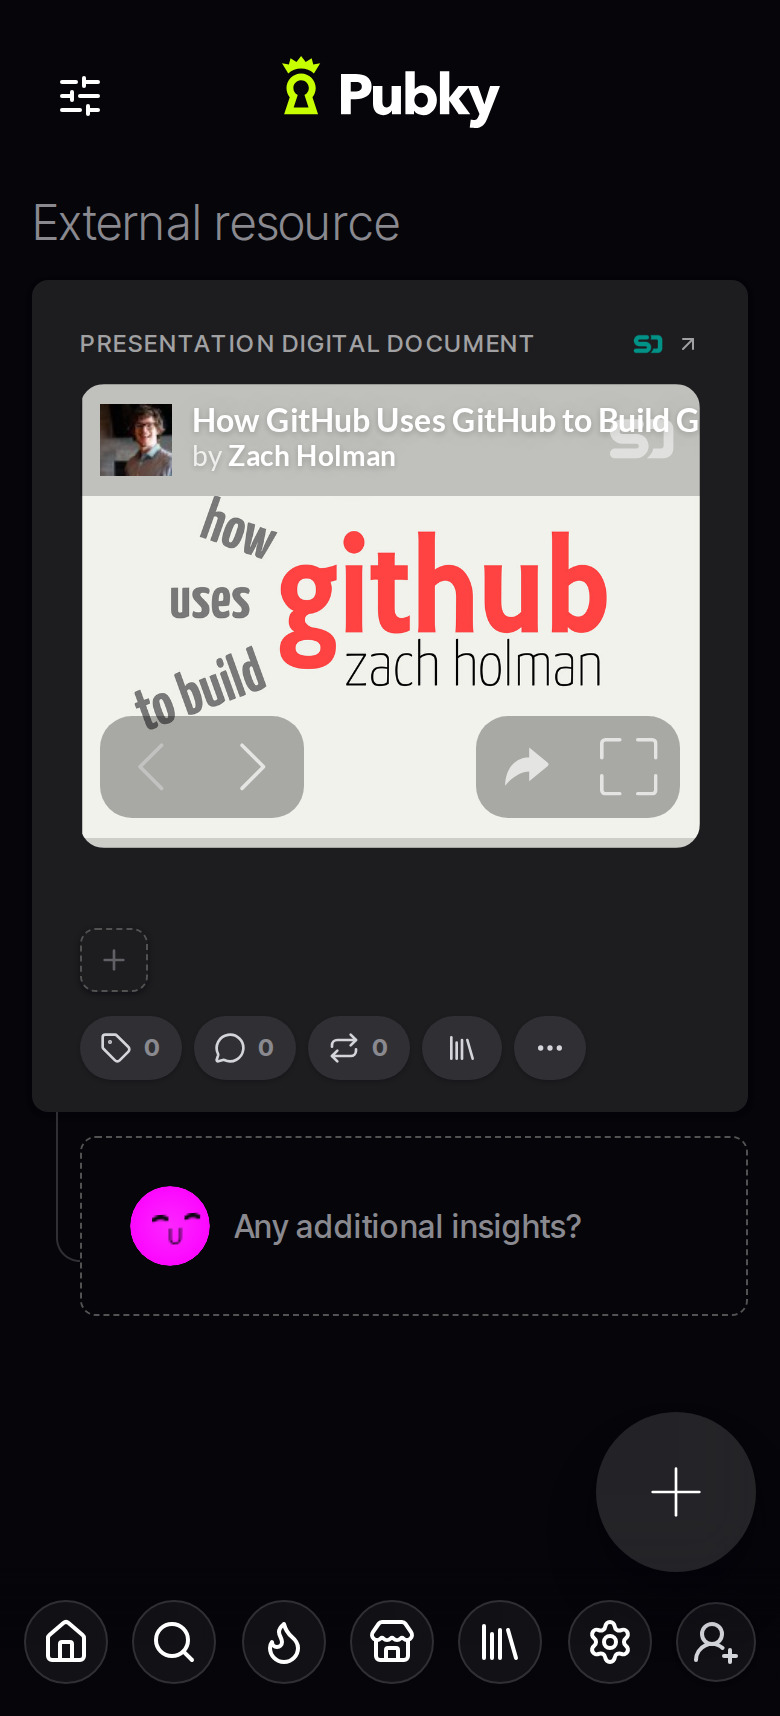 Pubky
External resource
PRESENTATION DIGITAL DOCUMENT
How GitHub Uses GitHub to Build G
by Zach Holman
how
uses
to build
github
zach holman
0
0
0
Any additional insights?